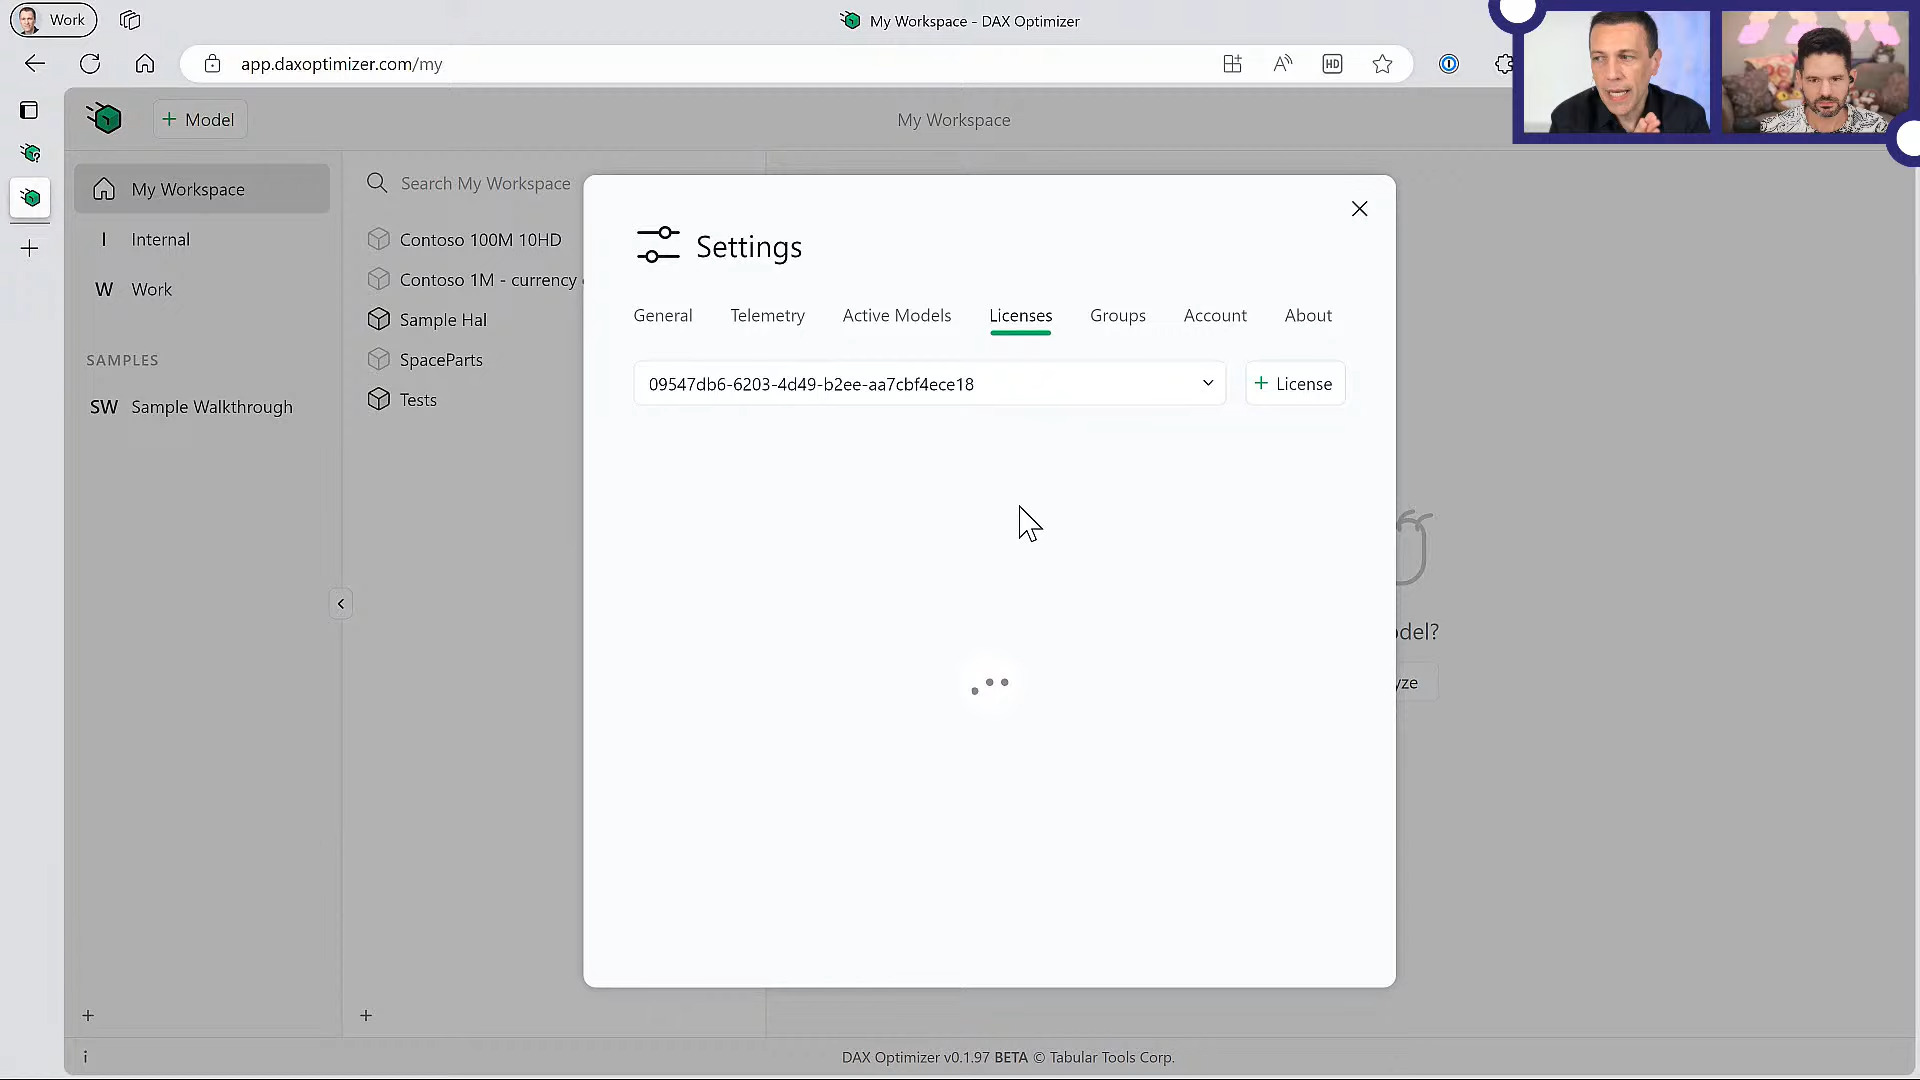 Work
My Workspace - DAX Optimizer
app.daxoptimizer.com/my
HD
+ Model
My Workspace
My Workspace
I Internal
W Work
SAMPLES
SW Sample Walkthrough
Search My Workspace
Contoso 100M 10HD
Contoso 1M - currency
Sample Hal
SpaceParts
Tests
Settings
General Telemetry Active Models Licenses Groups Account About
09547db6-6203-4d49-b2ee-aa7cbf4ece18
+ License
odel?
yze
DAX Optimizer v0.1.97 BETA © Tabular Tools Corp.